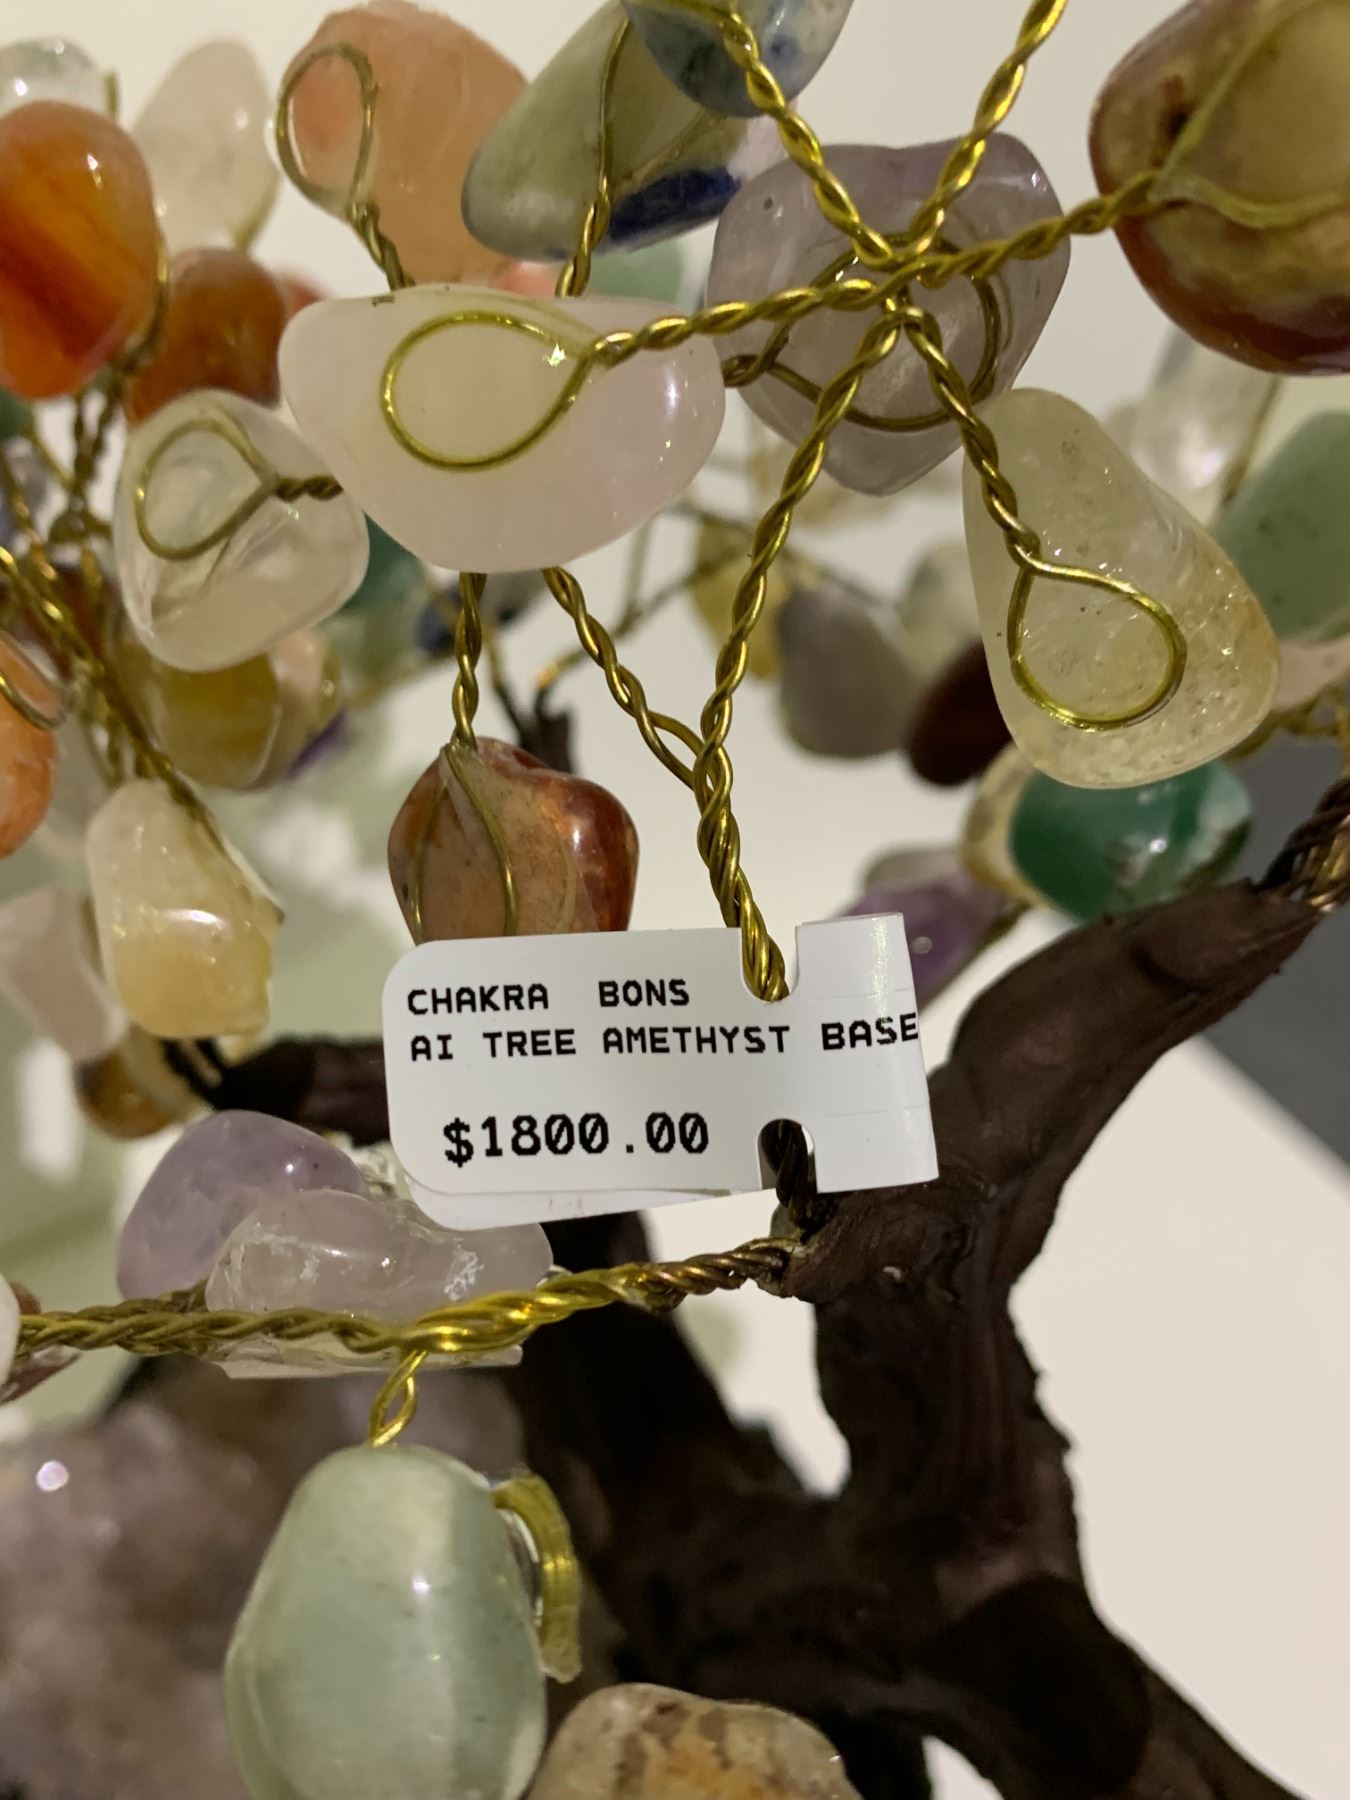 CHAKRA BONS
AI TREE AMETHYST BASE
$1800.00